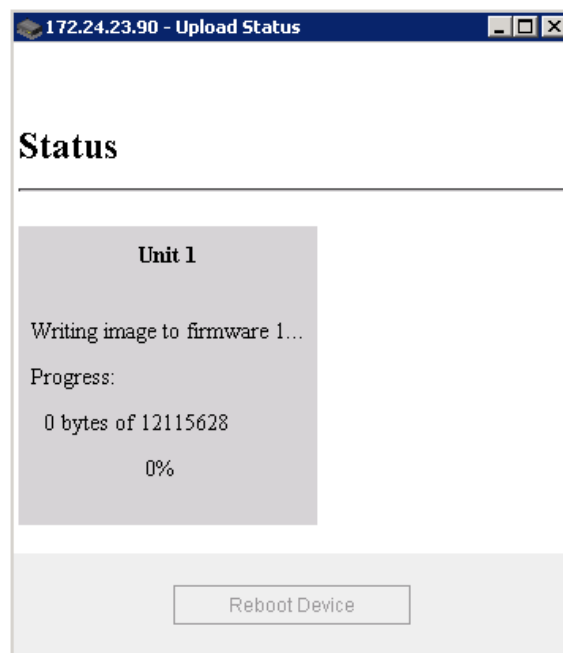 172.24.23.90 - Upload Status
Status
Unit 1
Writing image to firmware 1...
Progress:
0 bytes of 12115628
0%
Reboot Device